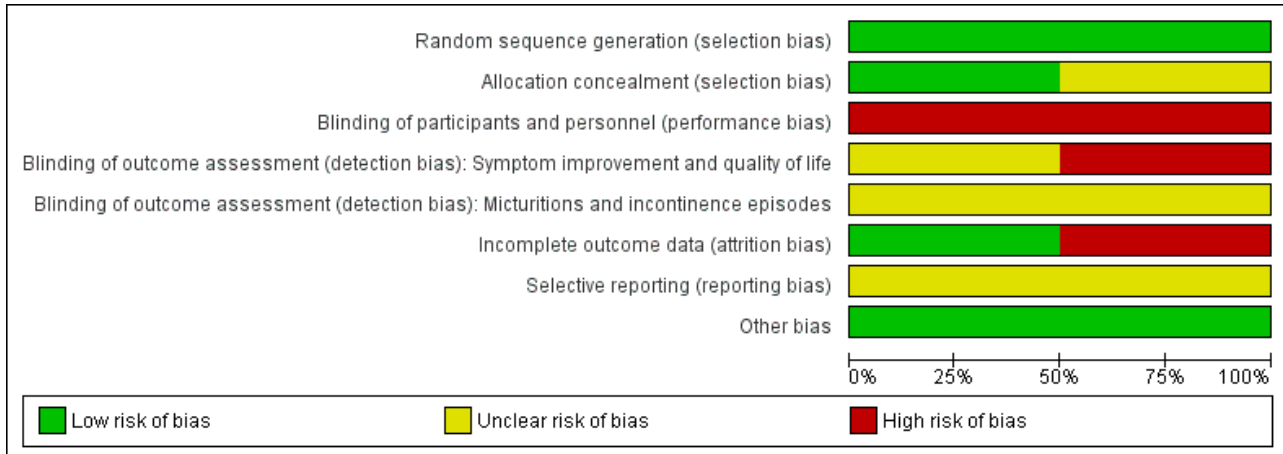 Random sequence generation (selection bias)
Allocation concealment (selection bias)
Blinding of participants and personnel (performance bias)
Blinding of outcome assessment (detection bias): Symptom improvement and quality of life
Blinding of outcome assessment (detection bias): Micturitions and incontinence episodes
Incomplete outcome data (attrition bias)
Selective reporting (reporting bias)
Other bias
0% 25% 50% 75% 100%
Low risk of bias Unclear risk of bias High risk of bias